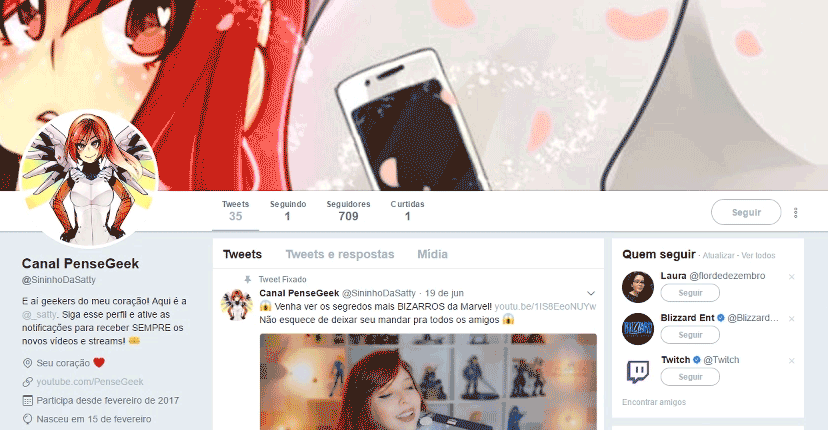 Tweets Seguindo Seguidores Curtidas
35 1 709 1
Seguir
Canal PenseGeek
@SininhoDaSatty
E aí geekers do meu coração! Aqui é a
@_satty. Siga esse perfil e ative as
notificações para receber SEMPRE os
novos vídeos e streams!
Seu coração
youtube.com/PenseGeek
Participa desde fevereiro de 2017
Nasceu em 15 de fevereiro
Tweets Tweets e respostas Mídia
Tweet Fixado
Canal PenseGeek @SininhoDaSatty · 19 de jun
Venha ver os segredos mais BIZARROS da Marvel! youtu.be/1IS8EeoNUYw
Não esquece de deixar seu mandar pra todos os amigos
Quem seguir · Atualizar · Ver todos
Laura @flordedezembro
Seguir
Blizzard Ent @Blizzard...
Seguir
Twitch @Twitch
Seguir
Encontrar amigos
BLIZZARD